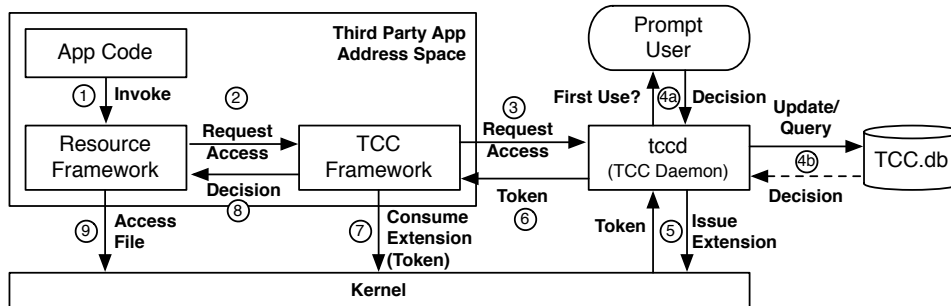 Third Party App
Address Space
App Code
Prompt
User
1
Invoke
2
3
First Use?
4a
Decision
Update/
Query
Resource
Framework
Request
Access
TCC
Framework
Request
Access
tccd
(TCC Daemon)
4b
TCC.db
Decision
8
Token
6
Decision
9
Access
File
7
Consume
Extension
(Token)
Token
5
Issue
Extension
Kernel